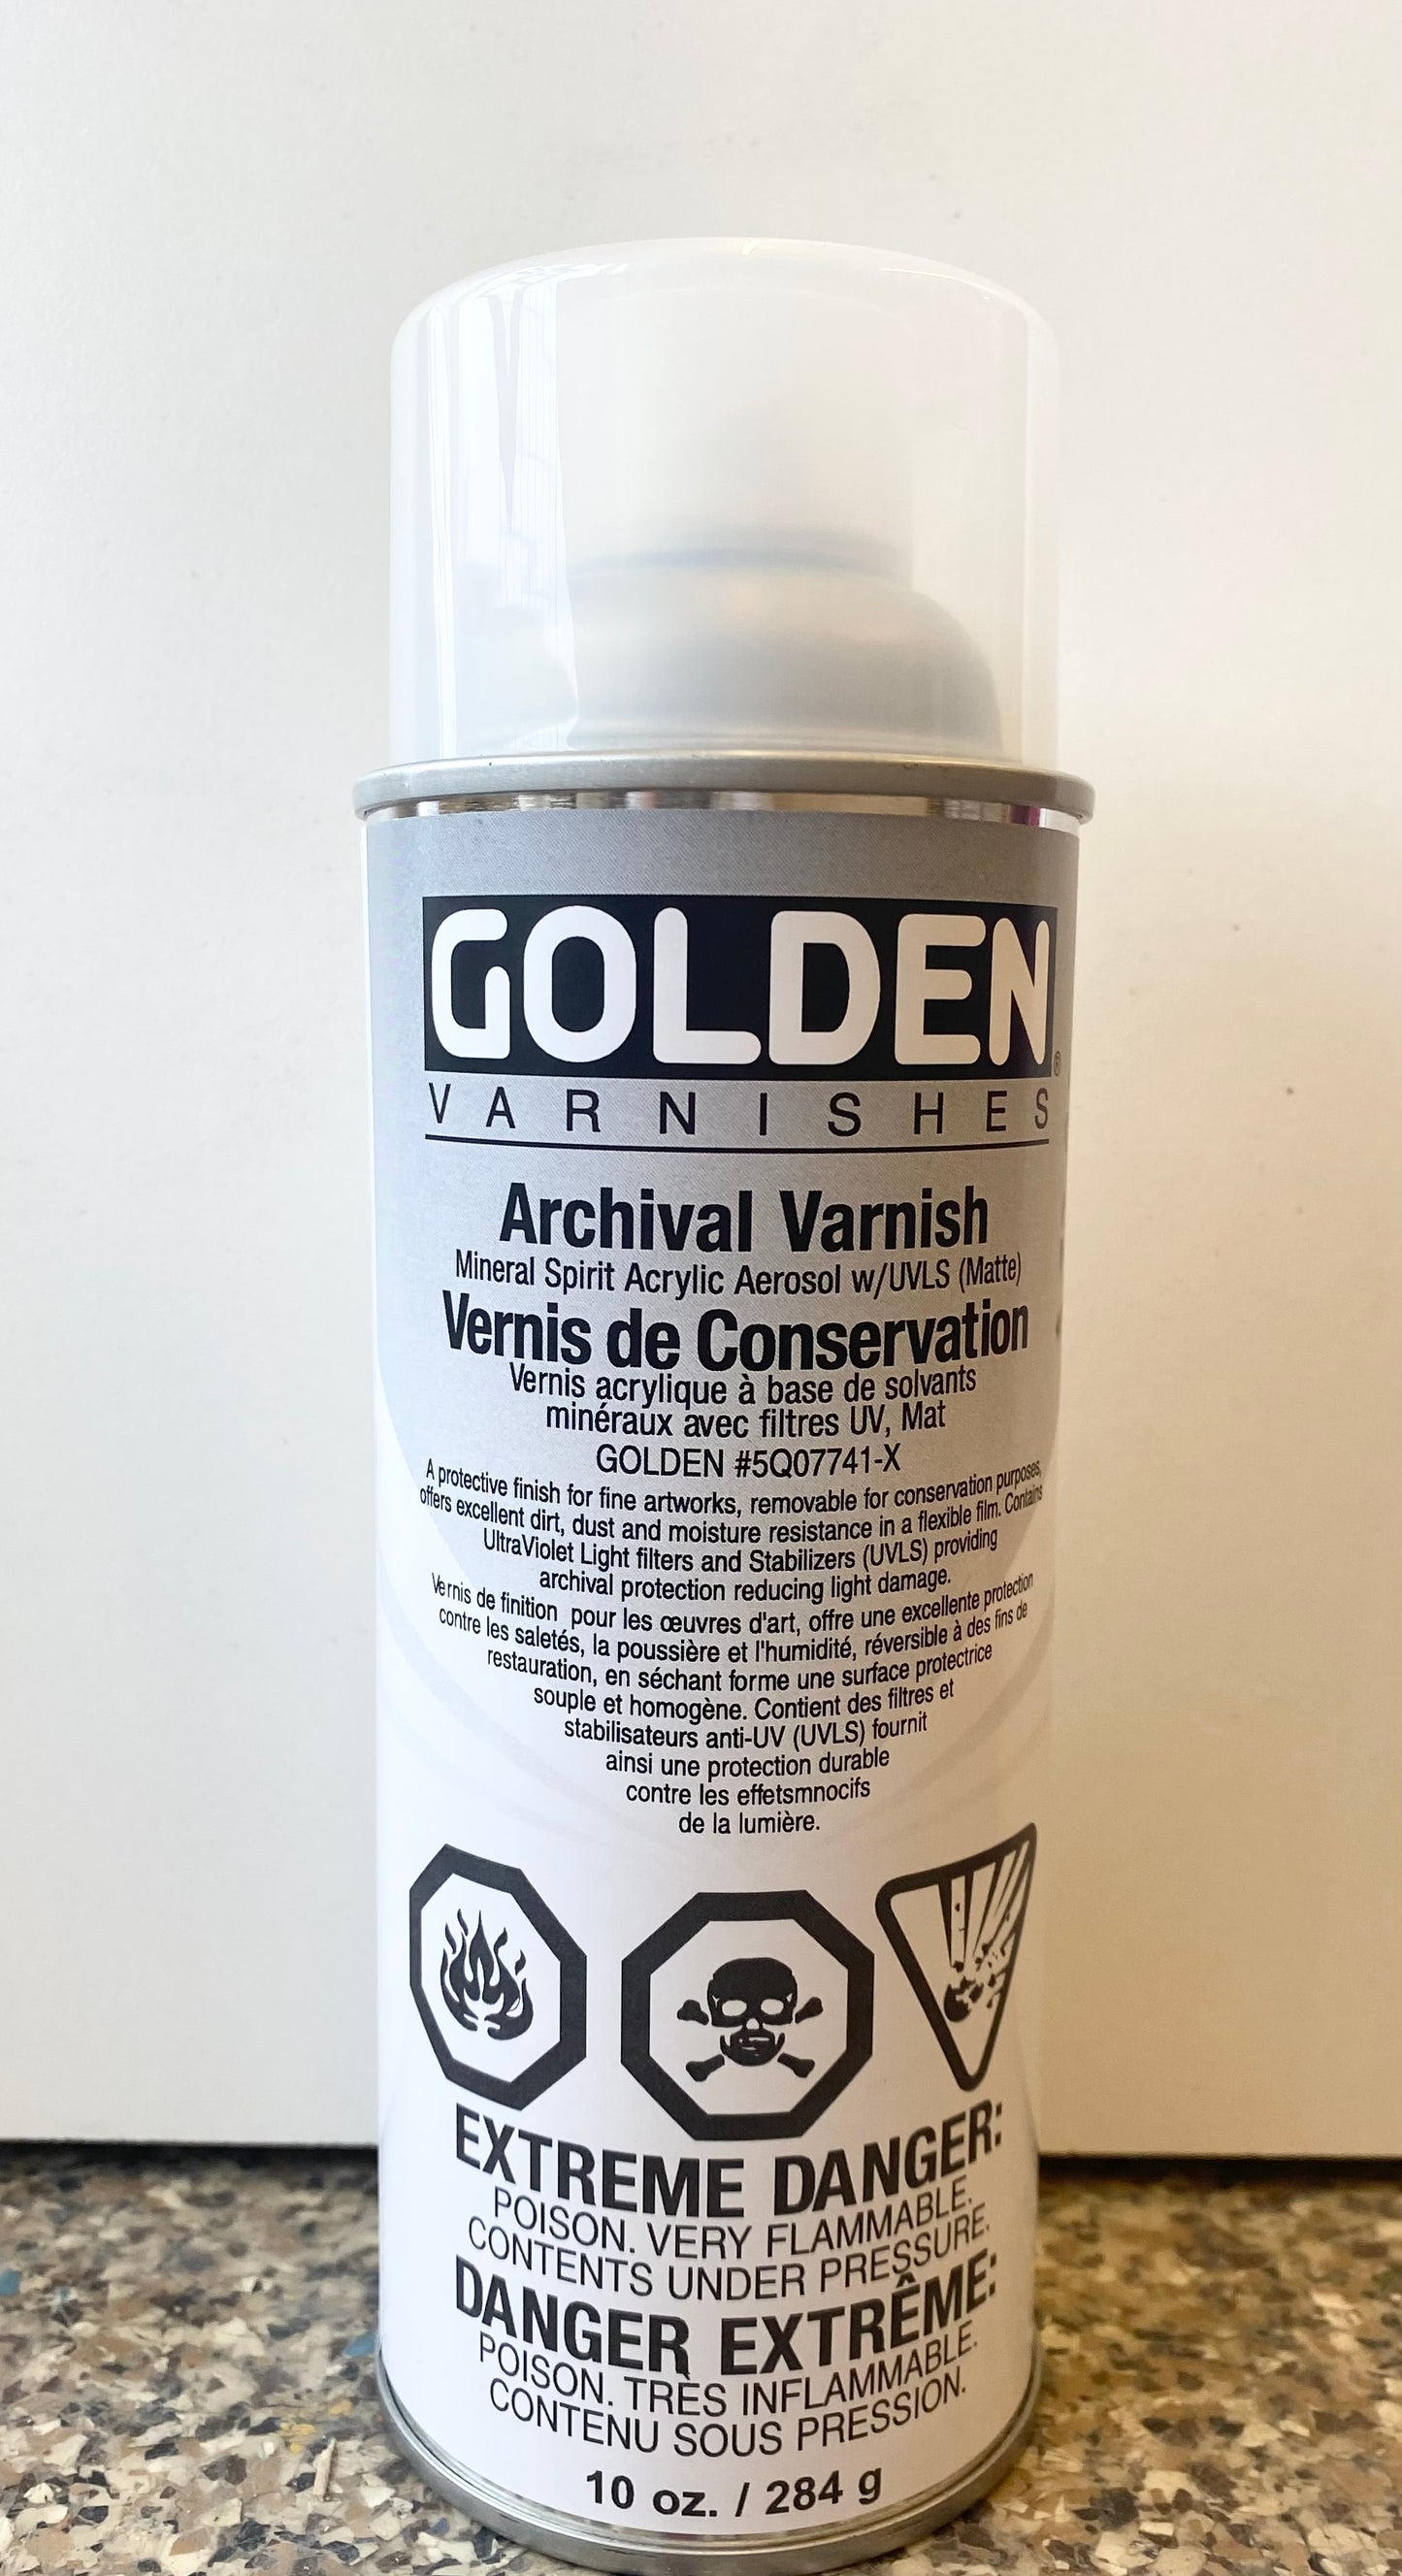 GOLDEN®
VARNISHES
Archival Varnish
Mineral Spirit Acrylic Aerosol w/UVLS (Matte)
Vernis de Conservation
Vernis acrylique à base de solvants
minéraux avec filtres UV, Mat
GOLDEN #5Q07741-X
A protective finish for fine artworks, removable for conservation purposes,
offers excellent dirt, dust and moisture resistance in a flexible film. Contains
UltraViolet Light filters and Stabilizers (UVLS) providing
archival protection reducing light damage.
Vernis de finition pour les œuvres d'art, offre une excellente protection
contre les saletés, la poussière et l'humidité, réversible à des fins de
restauration, en séchant forme une surface protectrice
souple et homogène. Contient des filtres et
stabilisateurs anti-UV (UVLS) fournit
ainsi une protection durable
contre les effetsmnocifs
de la lumière.
EXTREME DANGER:
POISON. VERY FLAMMABLE.
CONTENTS UNDER PRESSURE.
DANGER EXTRÊME:
POISON. TRÈS INFLAMMABLE.
CONTENU SOUS PRESSION.
10 oz. / 284 g